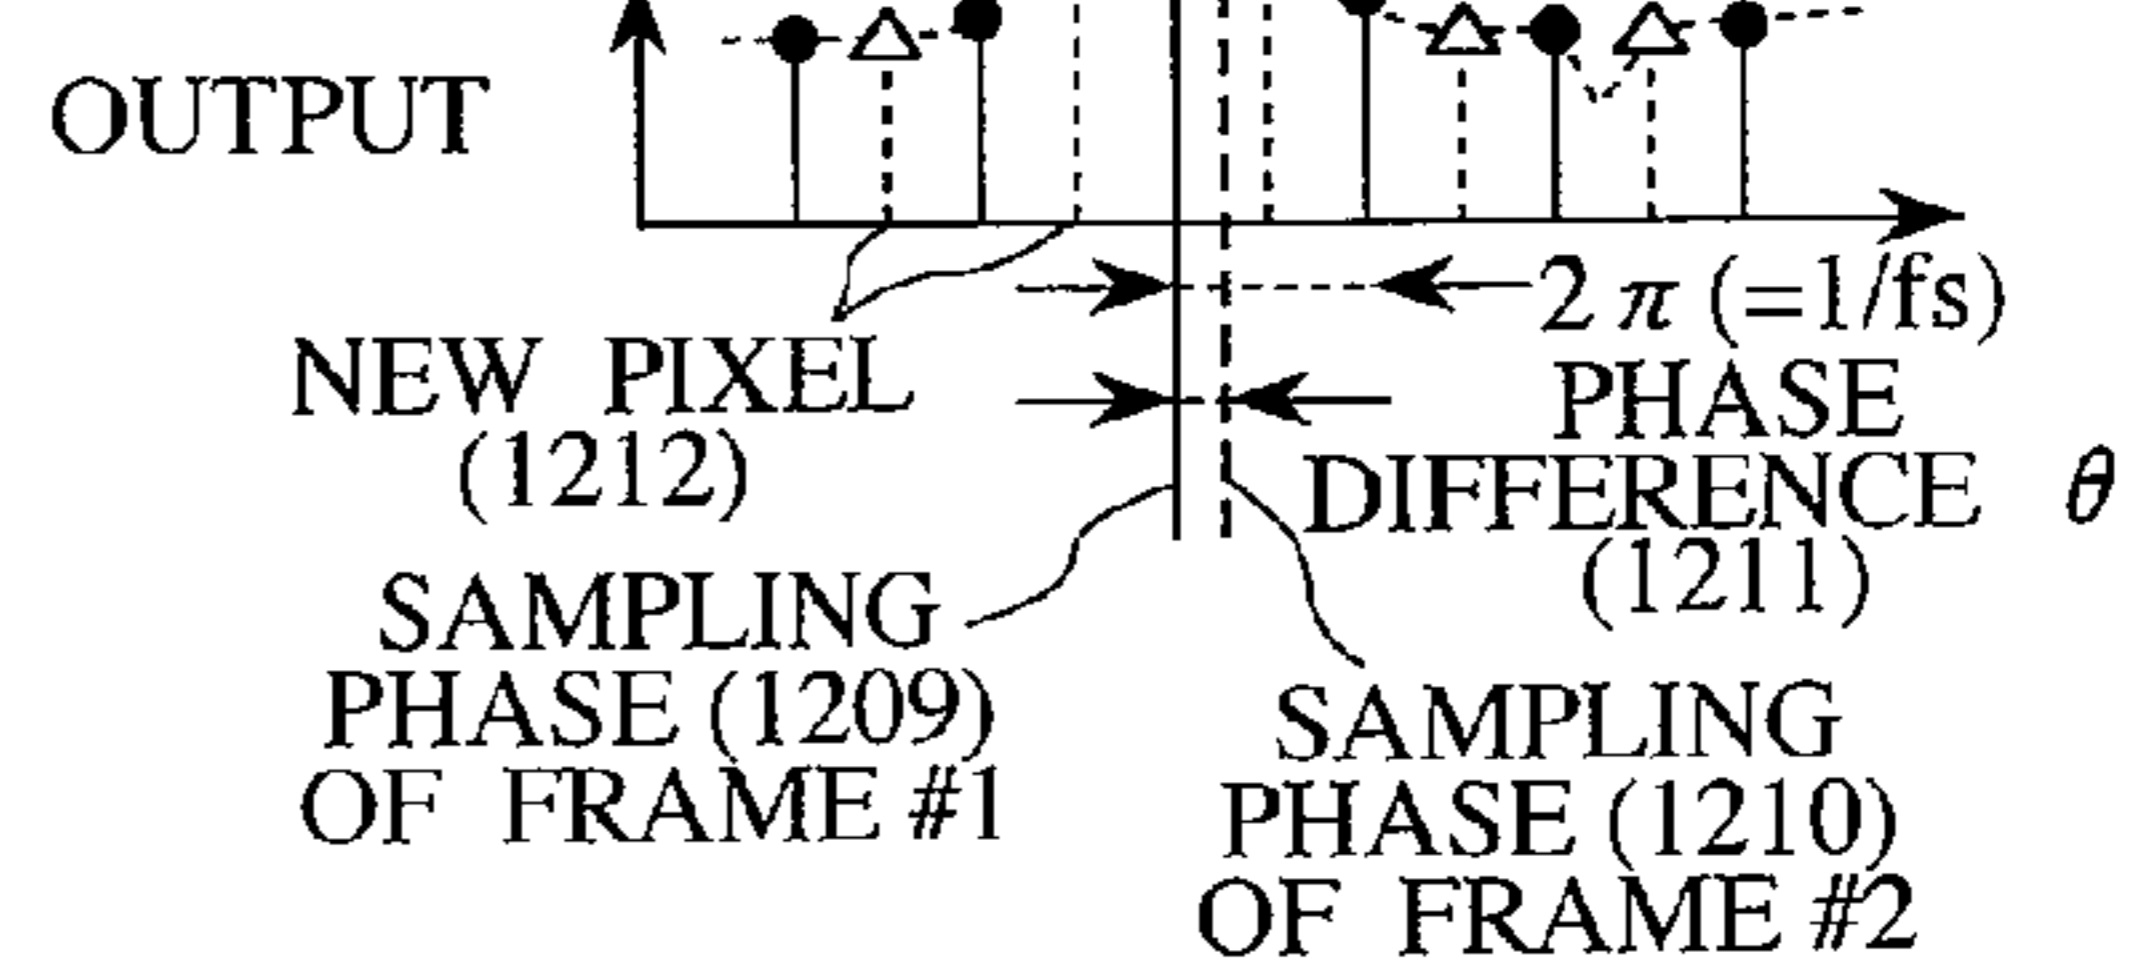 OUTPUT
2 π (=1/fs)
NEW PIXEL
(1212)
PHASE
DIFFERENCE θ
(1211)
SAMPLING
PHASE (1209)
OF FRAME #1
SAMPLING
PHASE (1210)
OF FRAME #2